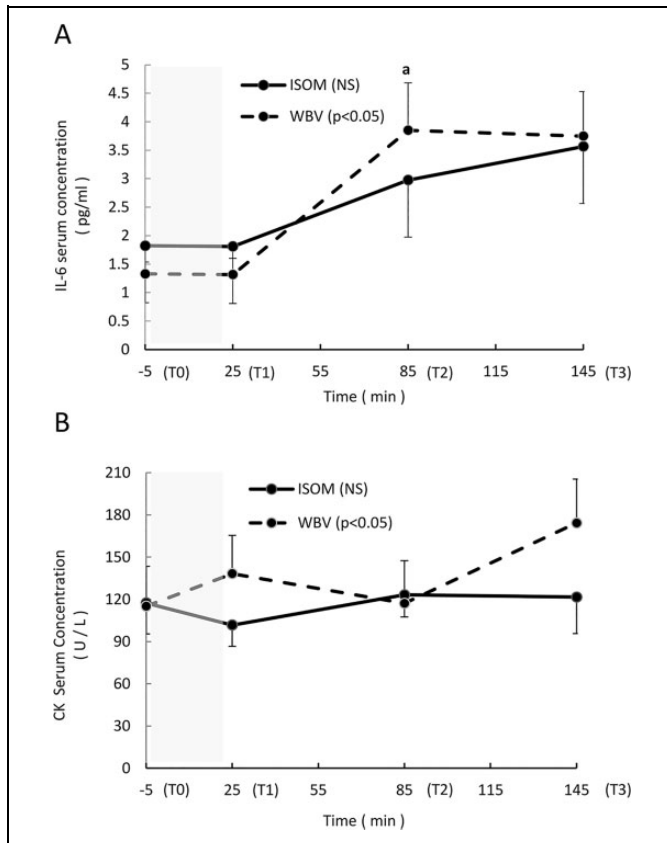 A
5
4.5
4
3.5
3
2.5
2
1.5
1
0.5
0
IL-6 serum concentration
( pg/ml )
a
ISOM (NS)
WBV (p<0.05)
-5 (T0) 25 (T1) 55 85 (T2) 115 145 (T3)
Time ( min )
B
210
180
150
120
90
60
30
0
CK Serum Concentration
( U / L )
ISOM (NS)
WBV (p<0.05)
-5 (T0) 25 (T1) 55 85 (T2) 115 145 (T3)
Time ( min )